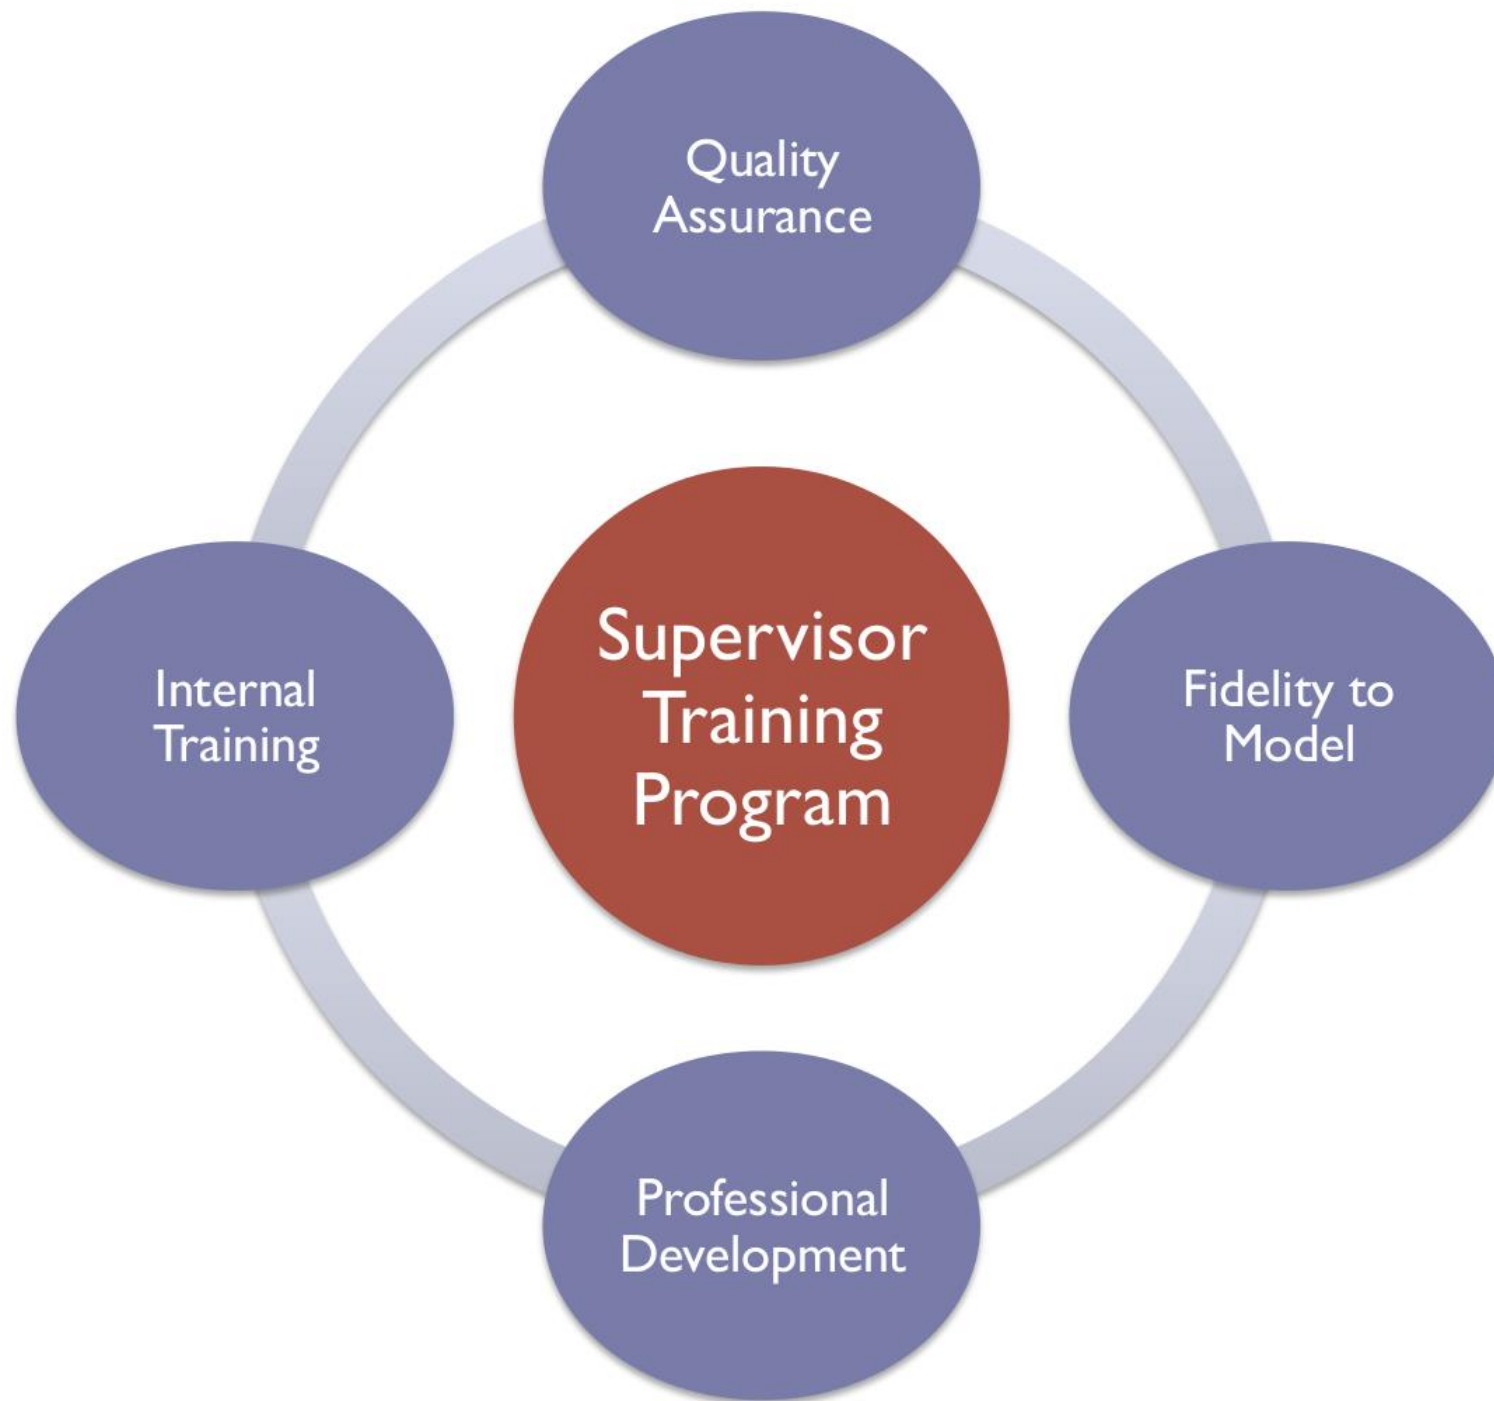 Quality
Assurance
Internal
Training
Supervisor
Training
Program
Fidelity to
Model
Professional
Development